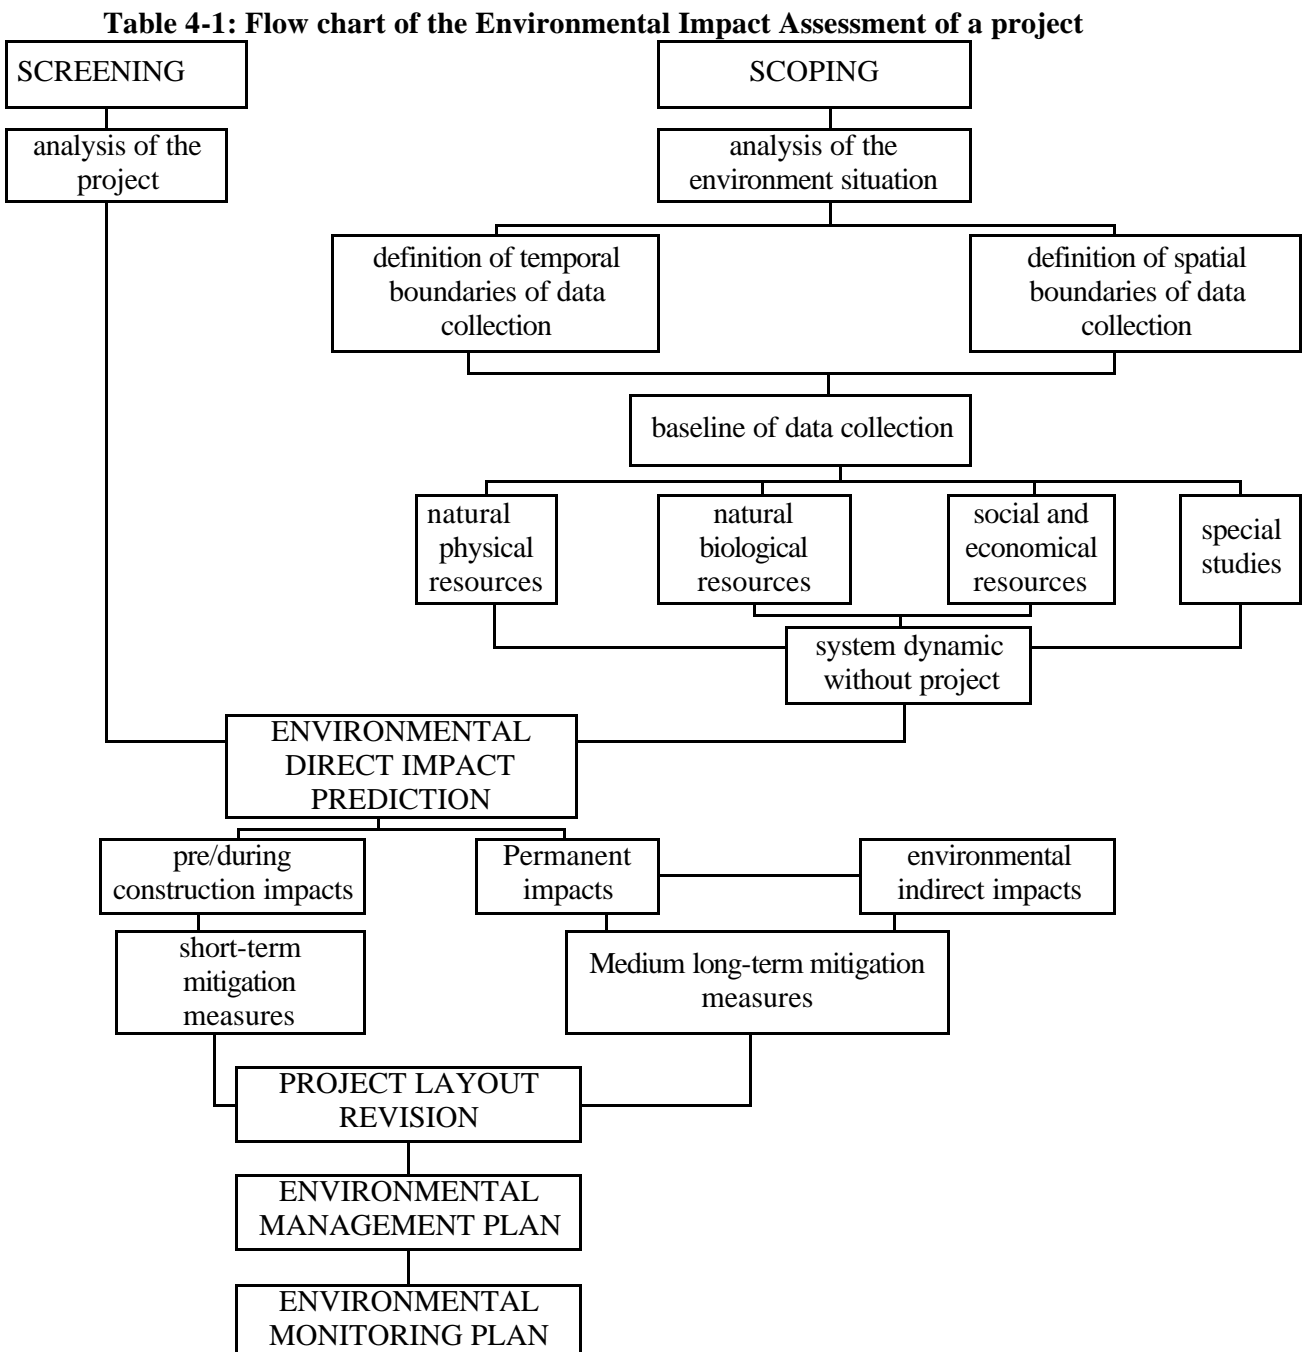 Table 4-1: Flow chart of the Environmental Impact Assessment of a project
SCREENING
SCOPING
analysis of the
project
analysis of the
environment situation
definition of temporal
boundaries of data
collection
definition of spatial
boundaries of data
collection
baseline of data collection
natural
physical
resources
natural
biological
resources
social and
economical
resources
special
studies
system dynamic
without project
ENVIRONMENTAL
DIRECT IMPACT
PREDICTION
pre/during
construction impacts
Permanent
impacts
environmental
indirect impacts
short-term
mitigation
measures
Medium long-term mitigation
measures
PROJECT LAYOUT
REVISION
ENVIRONMENTAL
MANAGEMENT PLAN
ENVIRONMENTAL
MONITORING PLAN